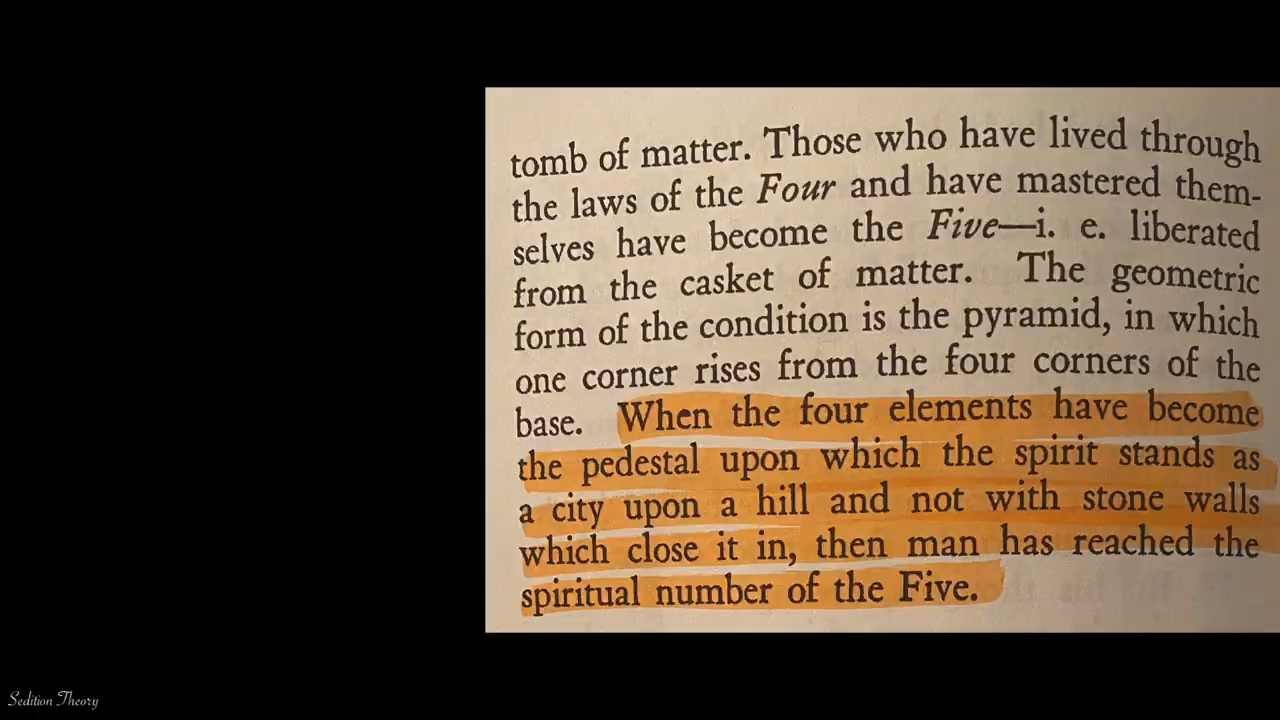 tomb of matter. Those who have lived through
the laws of the Four and have mastered them-
selves have become the Five—i. e. liberated
from the casket of matter. The geometric
form of the condition is the pyramid, in which
one corner rises from the four corners of the
base. When the four elements have become
the pedestal upon which the spirit stands as
a city upon a hill and not with stone walls
which close it in, then man has reached the
spiritual number of the Five.
Sedition Theory